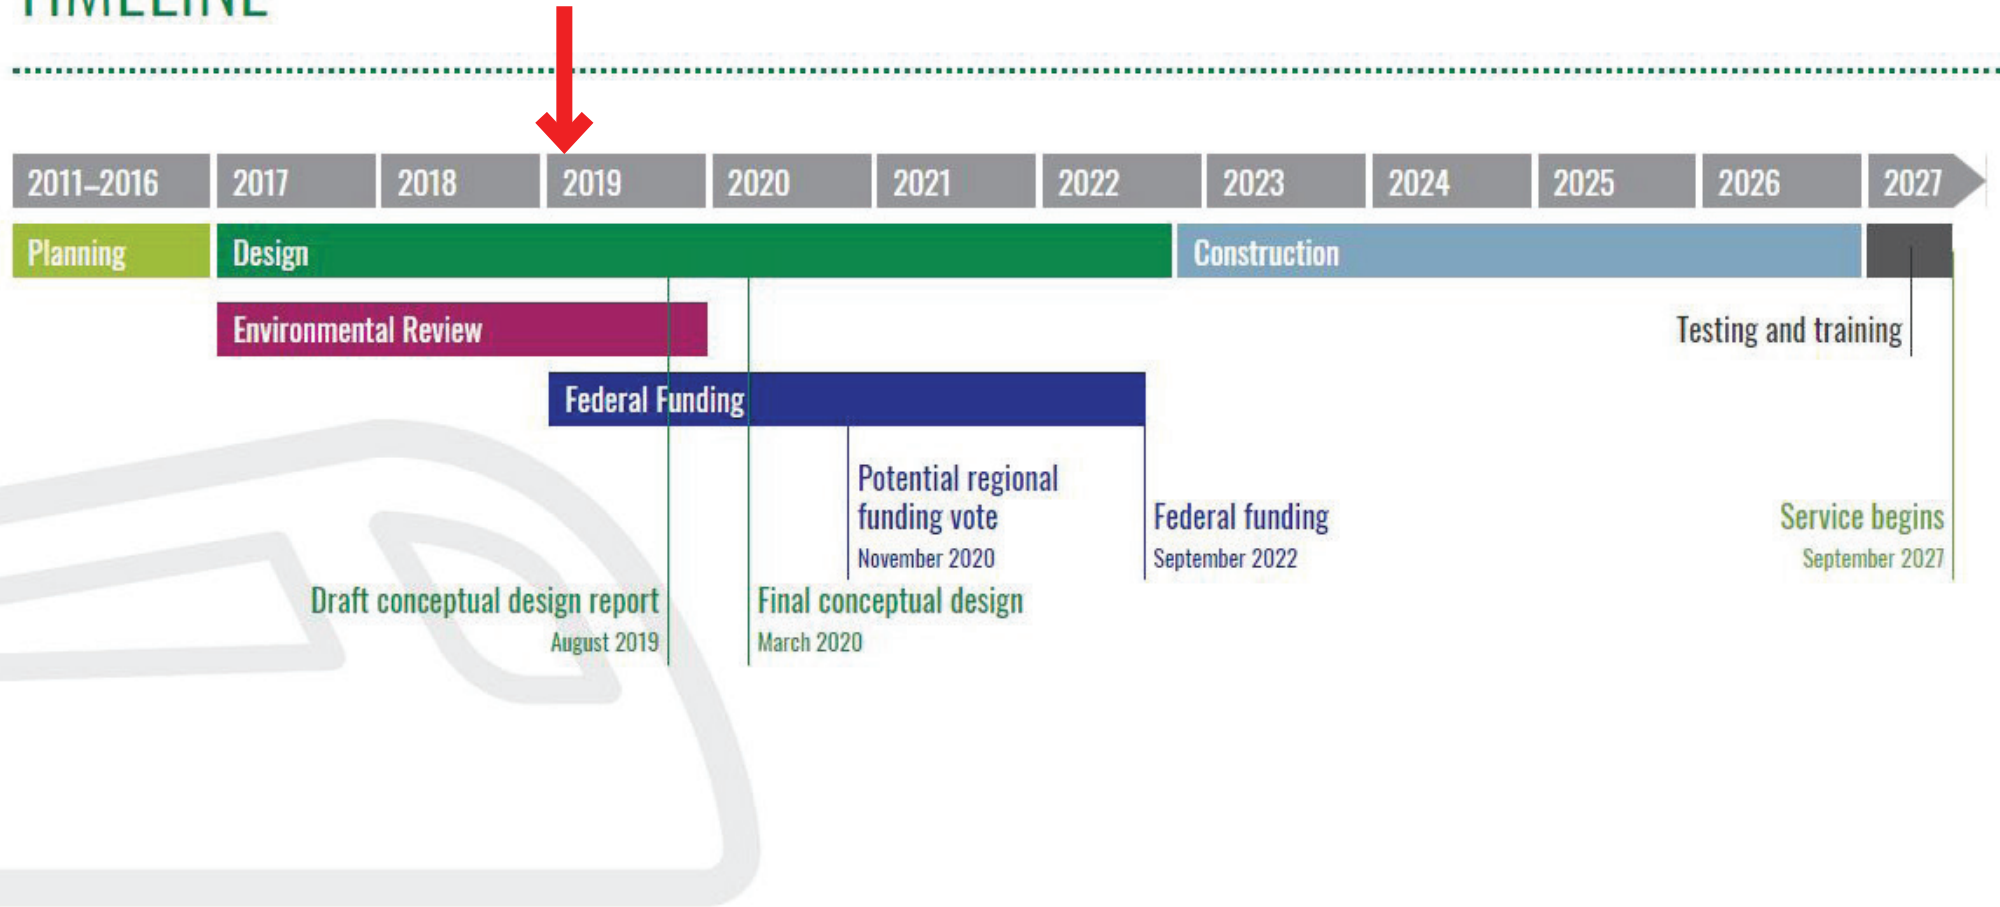 TIMELINE
2011–2016 2017 2018 2019 2020 2021 2022 2023 2024 2025 2026 2027
Planning Design Construction
Environmental Review
Testing and training
Federal Funding
Potential regional
funding vote
November 2020
Federal funding
September 2022
Service begins
September 2027
Draft conceptual design report
August 2019
Final conceptual design
March 2020